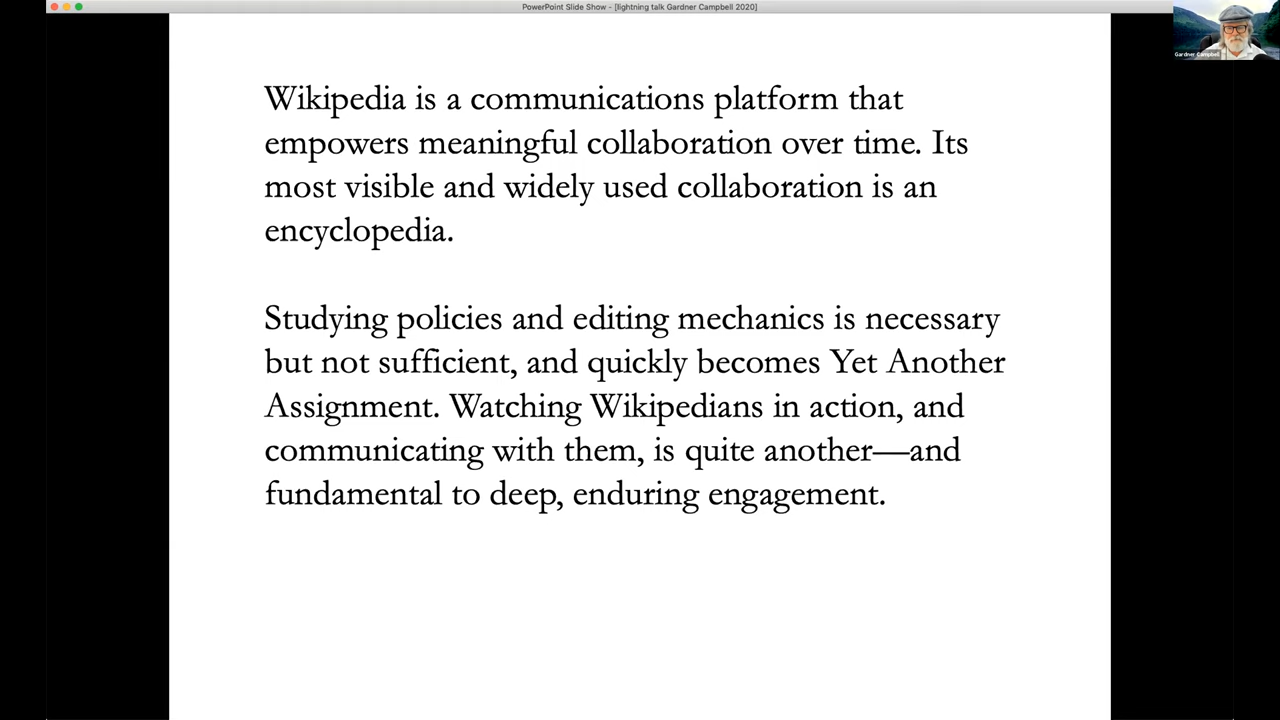 PowerPoint Slide Show - [lightning talk Gardner Campbell 2020]
Gardner Campbell
Wikipedia is a communications platform that
empowers meaningful collaboration over time. Its
most visible and widely used collaboration is an
encyclopedia.
Studying policies and editing mechanics is necessary
but not sufficient, and quickly becomes Yet Another
Assignment. Watching Wikipedians in action, and
communicating with them, is quite another—and
fundamental to deep, enduring engagement.